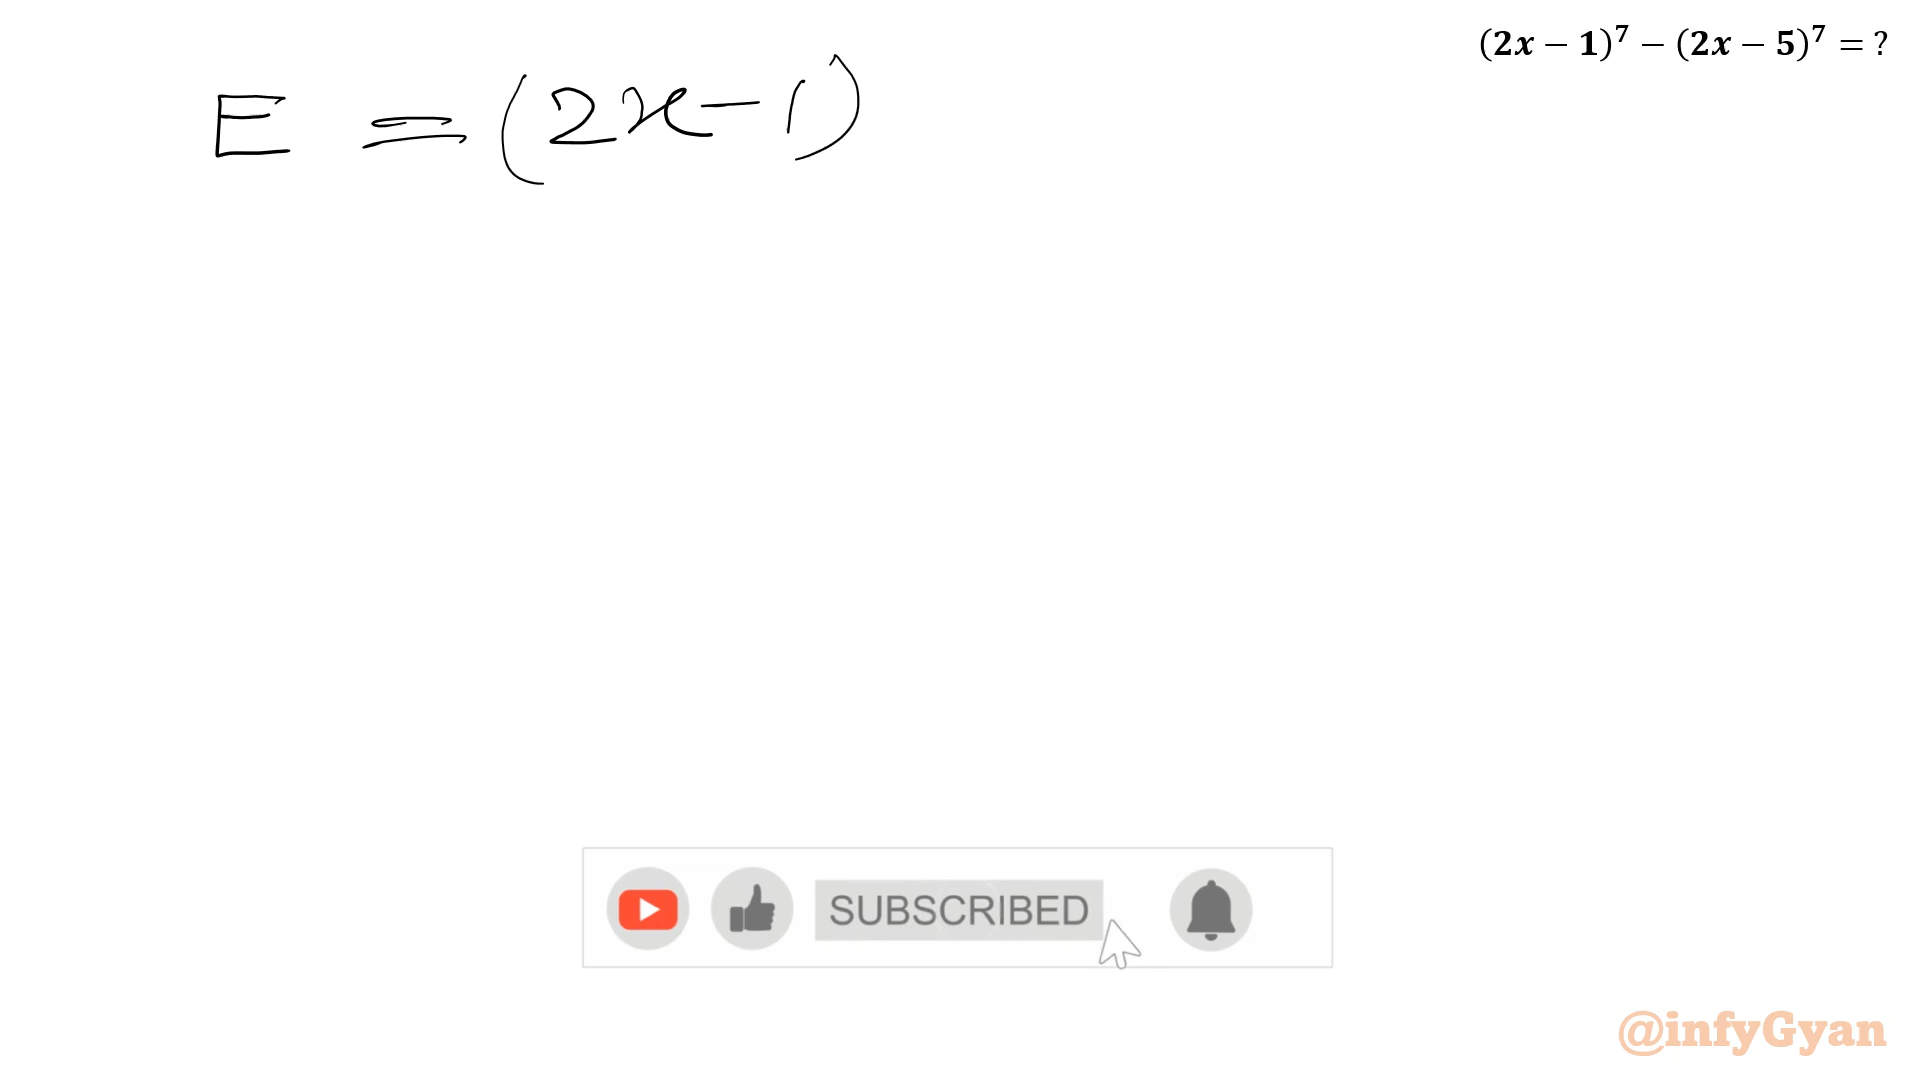 (2x − 1)⁷ − (2x − 5)⁷ = ?
E = (2x − 1)
SUBSCRIBED
@infyGyan